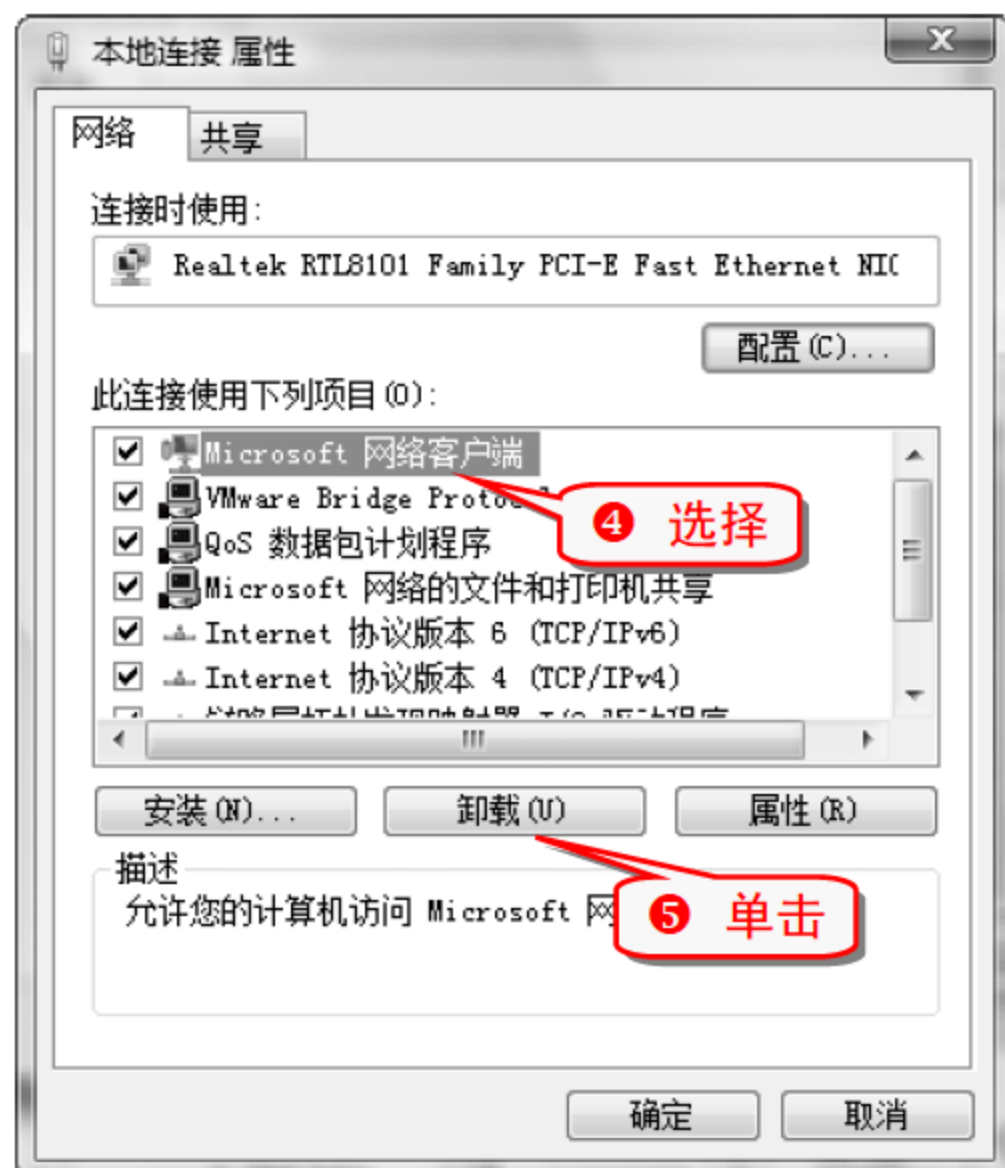 本地连接 属性
网络
共享
连接时使用:
Realtek RTL8101 Family PCI-E Fast Ethernet NIC
配置(C)...
此连接使用下列项目(O):
Microsoft 网络客户端
VMware Bridge
❹ 选择
QoS 数据包计划程序
Microsoft 网络的文件和打印机共享
Internet 协议版本 6 (TCP/IPv6)
Internet 协议版本 4 (TCP/IPv4)
安装(N)...
卸载(U)
属性(R)
描述
允许您的计算机访问 Microsoft 网
❺ 单击
确定
取消